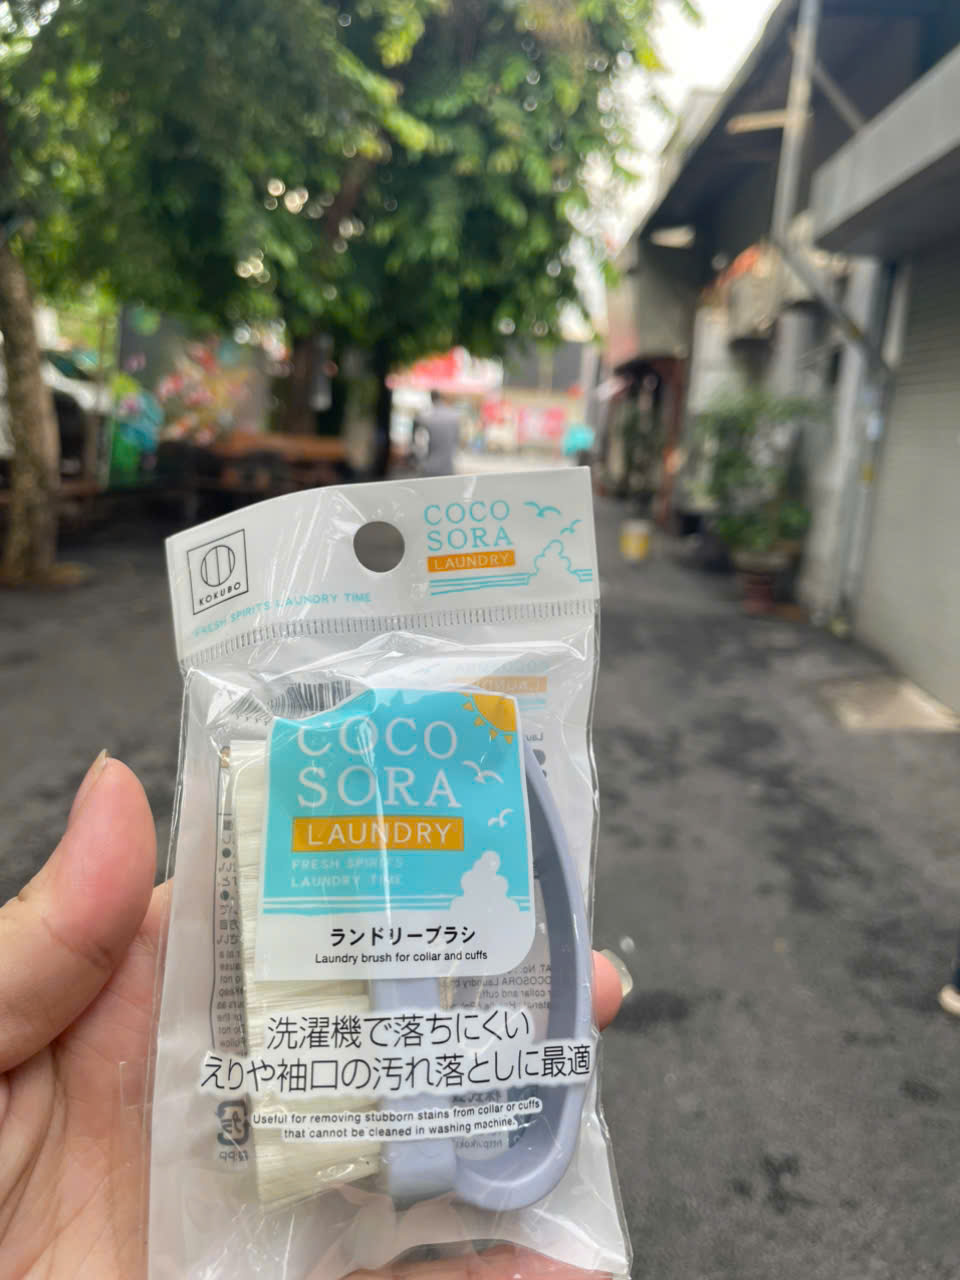 COCO
SORA
LAUNDRY
KOKUBO
FRESH SPIRITS LAUNDRY TIME
COCO
SORA
LAUNDRY
FRESH SPIRITS
LAUNDRY TIME
ランドリーブラシ
Laundry brush for collar and cuffs
洗濯機で落ちにくい
えりや袖口の汚れ落としに最適
Useful for removing stubborn stains from collar or cuffs
that cannot be cleaned in washing machine.